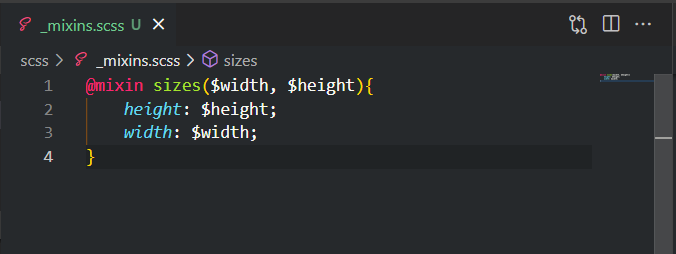 _mixins.scss U
scss > _mixins.scss > sizes
1 @mixin sizes($width, $height){
2 height: $height;
3 width: $width;
4 }